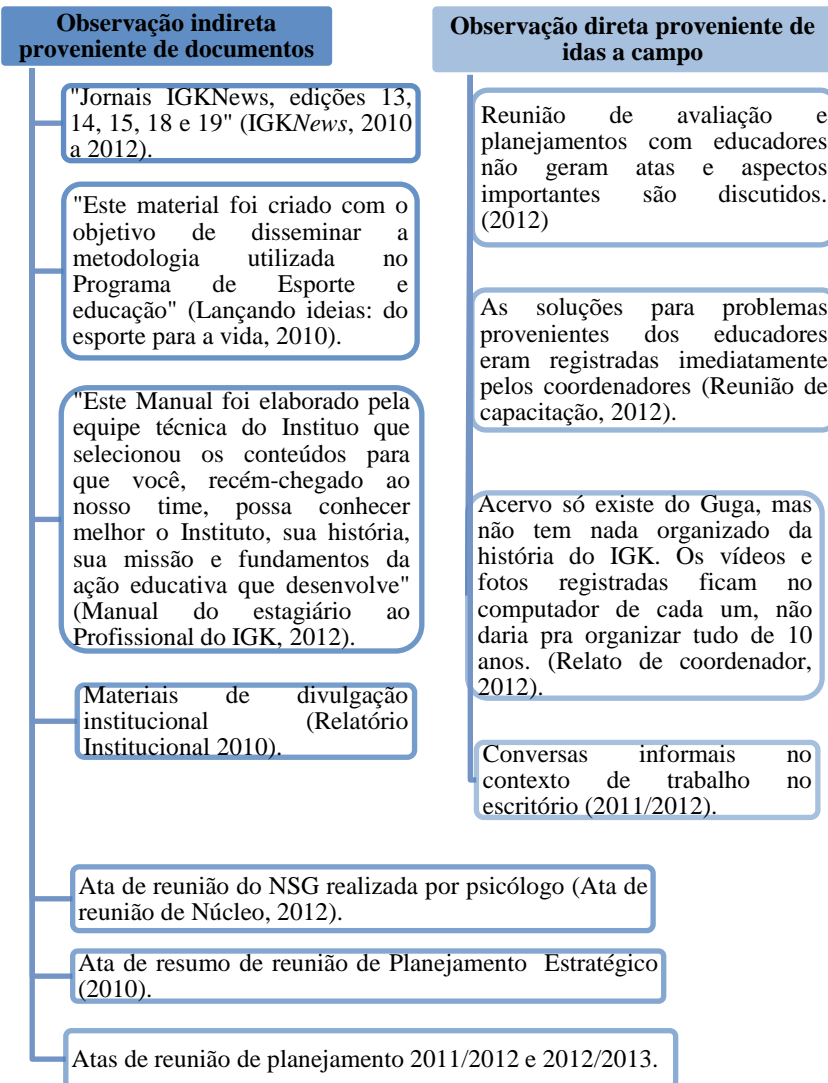 Observação indireta
proveniente de documentos
"Jornais IGKNews, edições 13,
14, 15, 18 e 19" (IGKNews, 2010
a 2012).
"Este material foi criado com o
objetivo de disseminar a
metodologia utilizada no
Programa de Esporte e
educação" (Lançando ideias: do
esporte para a vida, 2010).
"Este Manual foi elaborado pela
equipe técnica do Instituo que
selecionou os conteúdos para
que você, recém-chegado ao
nosso time, possa conhecer
melhor o Instituto, sua história,
sua missão e fundamentos da
ação educativa que desenvolve"
(Manual do estagiário ao
Profissional do IGK, 2012).
Materiais de divulgação
institucional (Relatório
Institucional 2010).
Ata de reunião do NSG realizada por psicólogo (Ata de
reunião de Núcleo, 2012).
Ata de resumo de reunião de Planejamento Estratégico
(2010).
Atas de reunião de planejamento 2011/2012 e 2012/2013.
Observação direta proveniente de
idas a campo
Reunião de avaliação e
planejamentos com educadores
não geram atas e aspectos
importantes são discutidos.
(2012)
As soluções para problemas
provenientes dos educadores
eram registradas imediatamente
pelos coordenadores (Reunião de
capacitação, 2012).
Acervo só existe do Guga, mas
não tem nada organizado da
história do IGK. Os vídeos e
fotos registradas ficam no
computador de cada um, não
daria pra organizar tudo de 10
anos. (Relato de coordenador,
2012).
Conversas informais no
contexto de trabalho no
escritório (2011/2012).